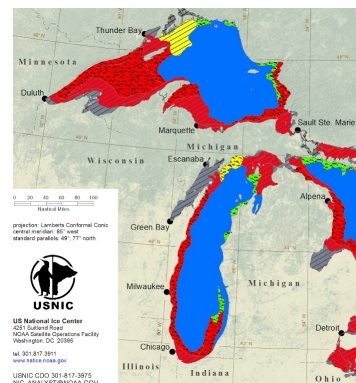 Thunder Bay
Minnesota
Duluth
Marquette
Sault Ste. Marie
Michigan
Wisconsin
Escanaba
Alpena
Green Bay
Michigan
Milwaukee
Detroit
Chicago
Illinois
Indiana
Ohio
0 20 40 60 80 100
Nautical Miles
projection: Lamberts Conformal Conic
central meridian: 85° west
standard parallels: 49°, 77° north
USNIC
US National Ice Center
4251 Suitland Road
NOAA Satellite Operations Facility
Washington, DC 20395
tel. 301.817.3911
www.natice.noaa.gov
USNIC CDO 301-817-3975
NIC_ANALYST@NOAA.GOV